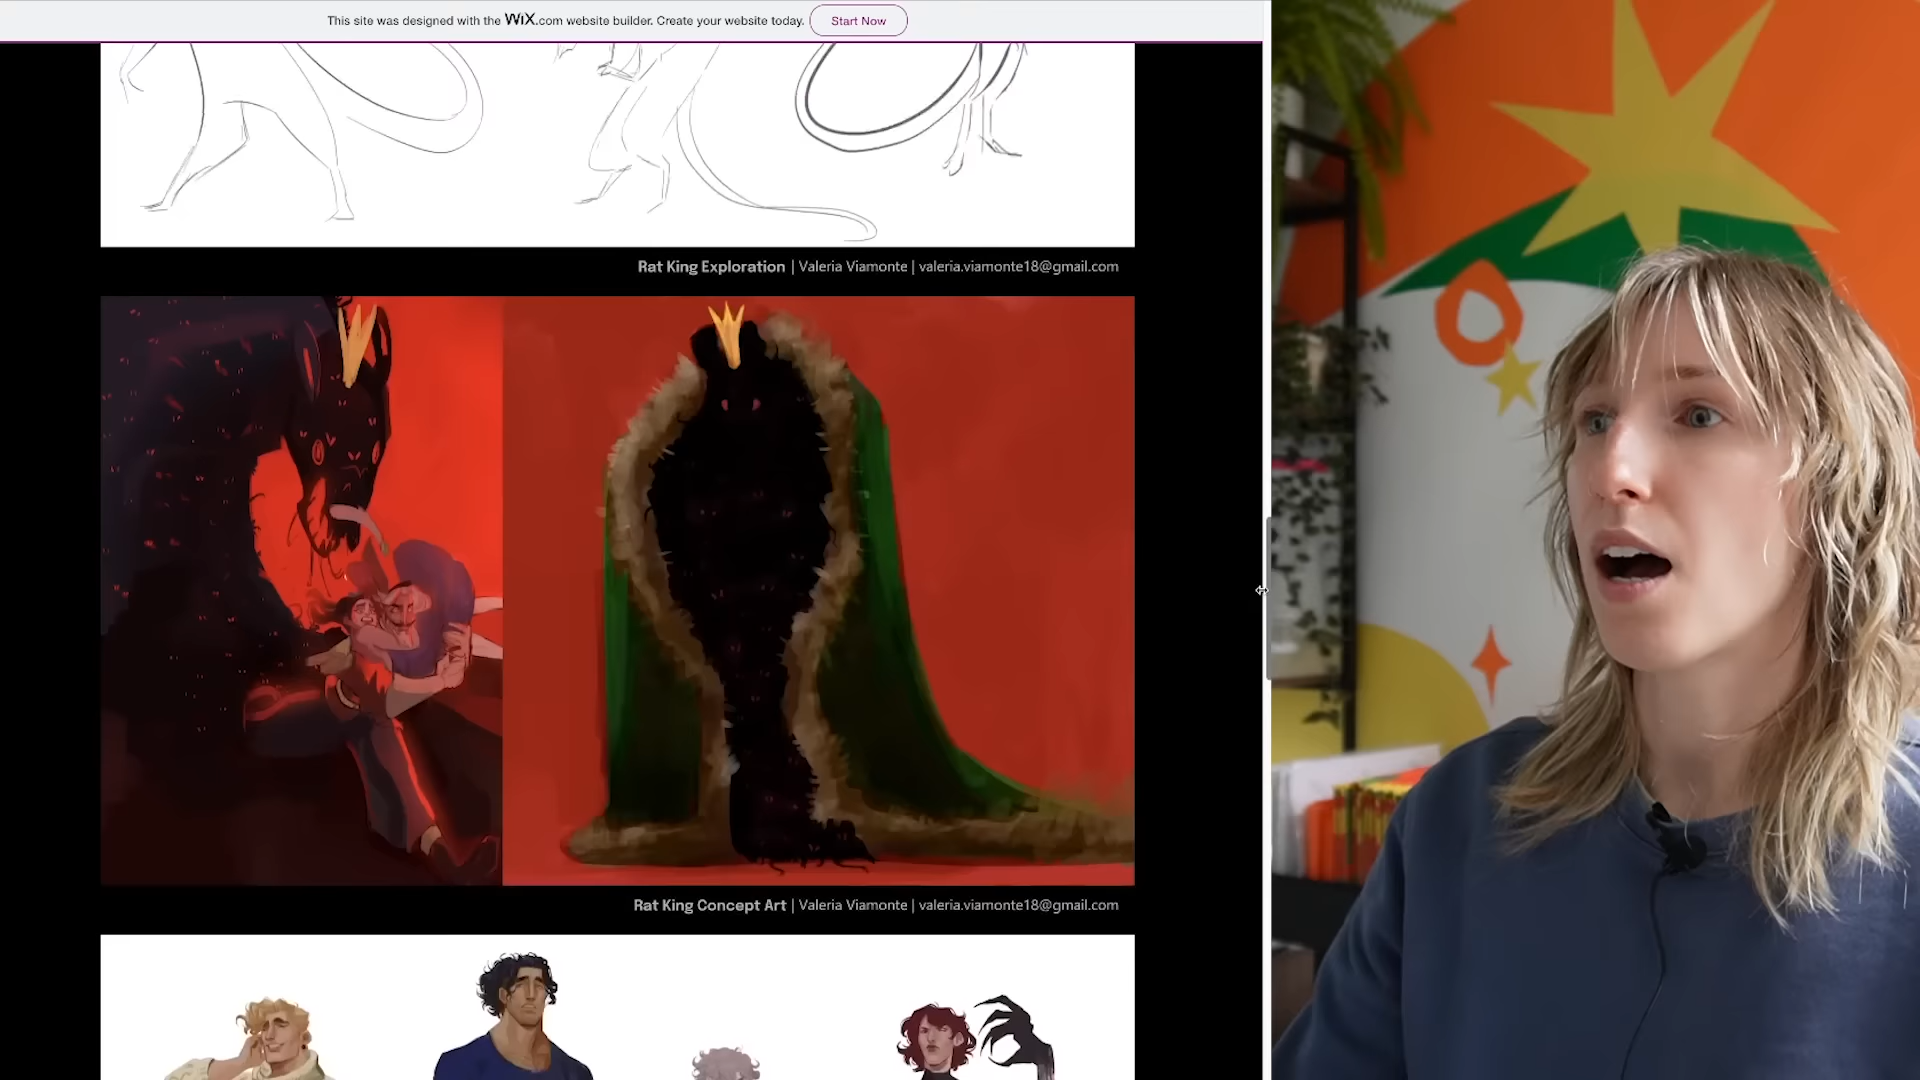 This site was designed with the WiX.com website builder. Create your website today. Start Now
Rat King Exploration | Valeria Viamonte | valeria.viamonte18@gmail.com
Rat King Concept Art | Valeria Viamonte | valeria.viamonte18@gmail.com